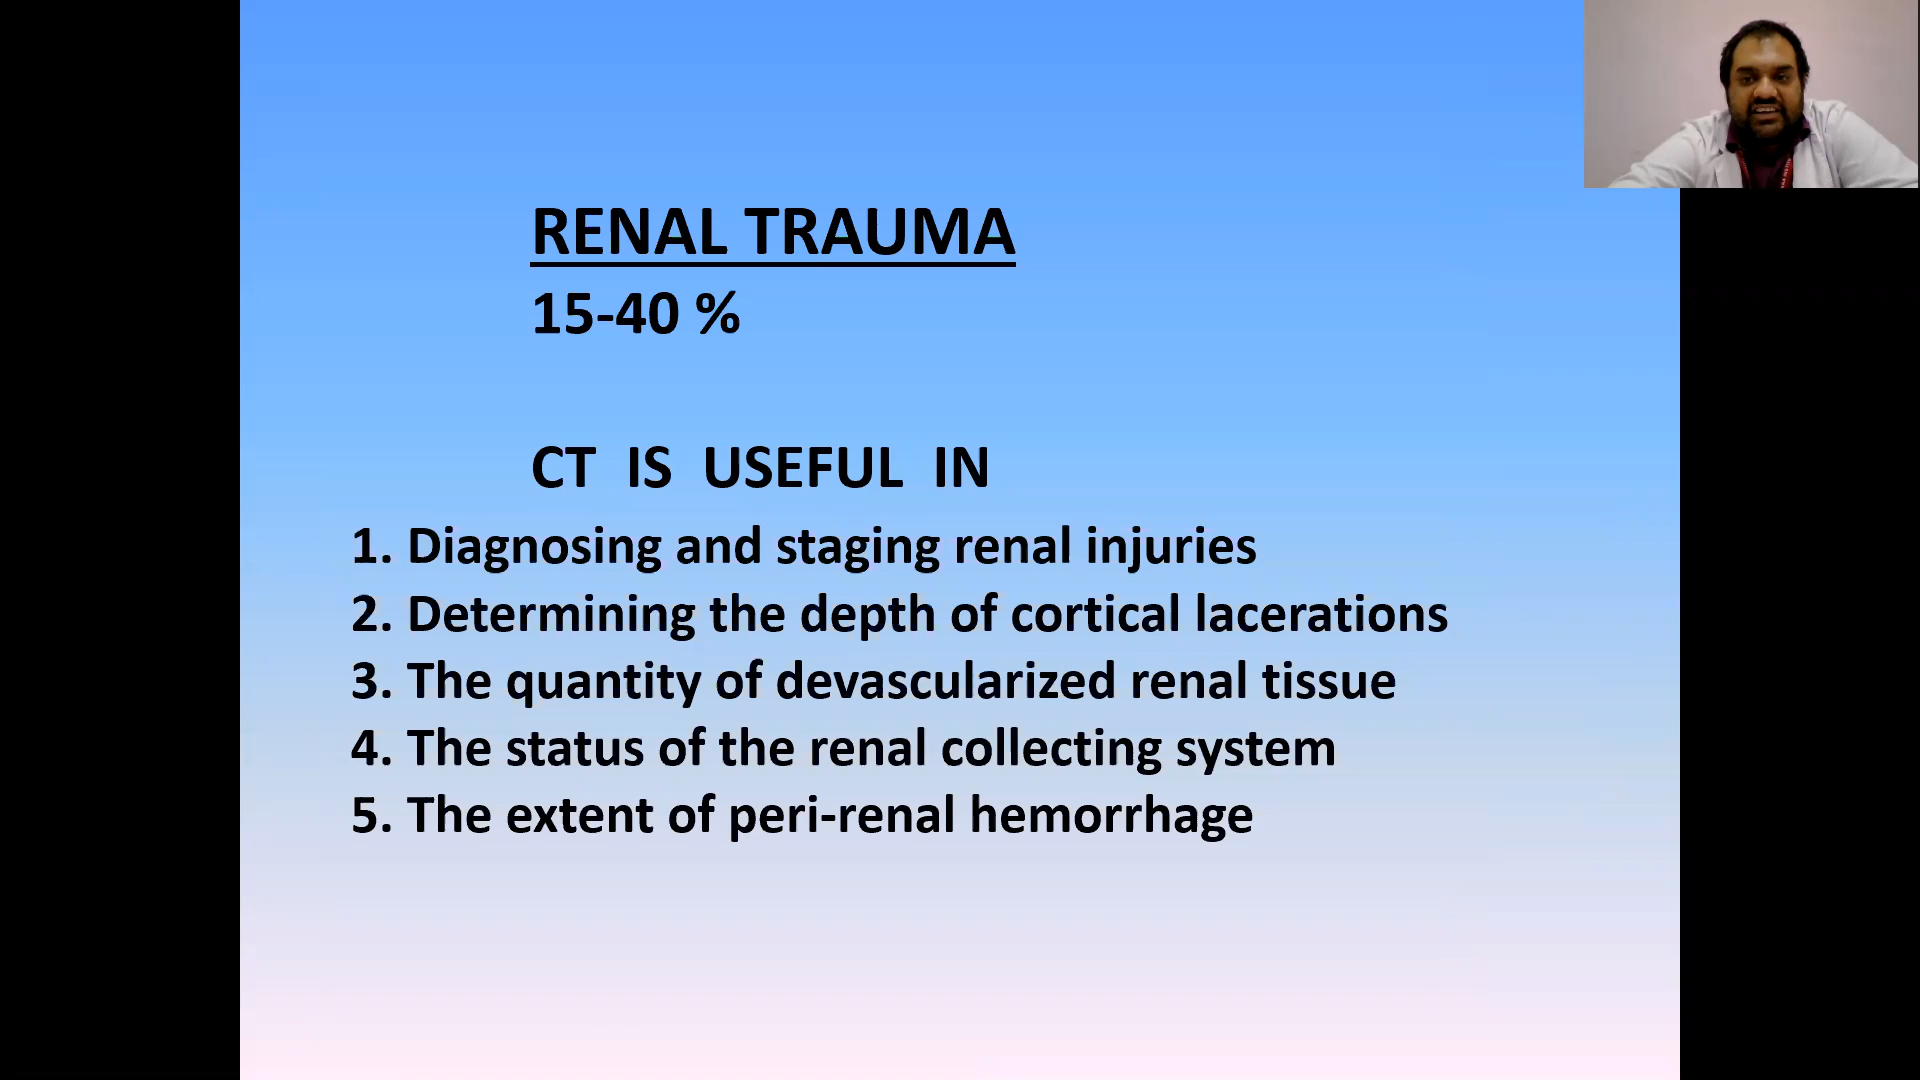 RENAL TRAUMA
15-40 %
CT IS USEFUL IN
1. Diagnosing and staging renal injuries
2. Determining the depth of cortical lacerations
3. The quantity of devascularized renal tissue
4. The status of the renal collecting system
5. The extent of peri-renal hemorrhage